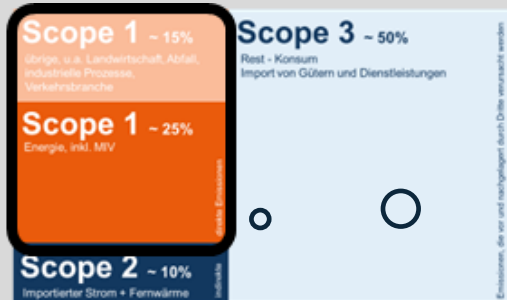 Scope 1 ~ 15%
übrige, u.a. Landwirtschaft, Abfall,
industrielle Prozesse,
Verkehrsbranche
Scope 1 ~ 25%
Energie, inkl. MIV
direkte Emissionen
Scope 2 ~ 10%
Importierter Strom + Fernwärme
indirekte
Scope 3 ~ 50%
Rest - Konsum
Import von Gütern und Dienstleistungen
Emissionen, die vor und nachgelagert durch Dritte verursacht werden